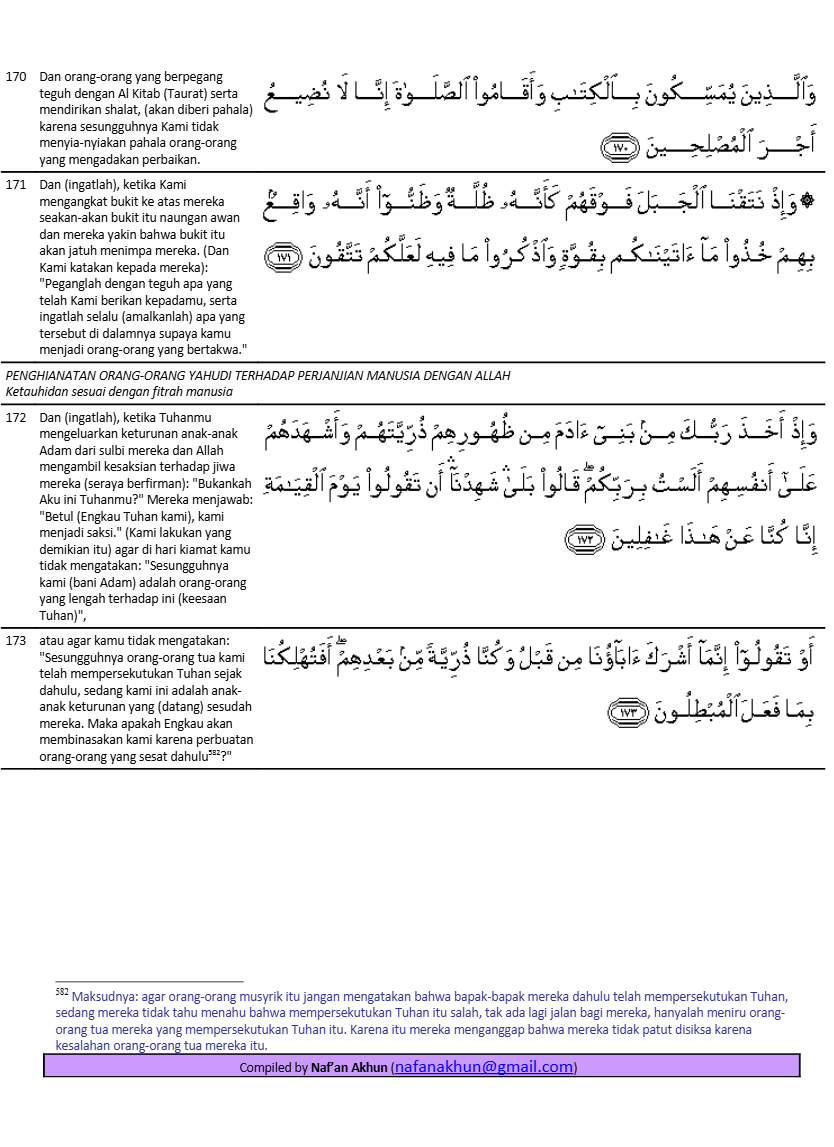 170 Dan orang-orang yang berpegang
teguh dengan Al Kitab (Taurat) serta
mendirikan shalat, (akan diberi pahala)
karena sesungguhnya Kami tidak
menyia-nyiakan pahala orang-orang
yang mengadakan perbaikan.
وَٱلَّذِينَ يُمَسِّكُونَ بِٱلْكِتَـٰبِ وَأَقَامُوا۟ ٱلصَّلَوٰةَ إِنَّا لَا نُضِيعُ
أَجْرَ ٱلْمُصْلِحِينَ ١٧٠
171 Dan (ingatlah), ketika Kami
mengangkat bukit ke atas mereka
seakan-akan bukit itu naungan awan
dan mereka yakin bahwa bukit itu
akan jatuh menimpa mereka. (Dan
Kami katakan kepada mereka):
"Peganglah dengan teguh apa yang
telah Kami berikan kepadamu, serta
ingatlah selalu (amalkanlah) apa yang
tersebut di dalamnya supaya kamu
menjadi orang-orang yang bertakwa."
۞ وَإِذْ نَتَقْنَا ٱلْجَبَلَ فَوْقَهُمْ كَأَنَّهُۥ ظُلَّةٌ وَظَنُّوٓا۟ أَنَّهُۥ وَاقِعٌۢ
بِهِمْ خُذُوا۟ مَآ ءَاتَيْنَـٰكُم بِقُوَّةٍ وَٱذْكُرُوا۟ مَا فِيهِ لَعَلَّكُمْ تَتَّقُونَ ١٧١
PENGHIANATAN ORANG-ORANG YAHUDI TERHADAP PERJANJIAN MANUSIA DENGAN ALLAH
Ketauhidan sesuai dengan fitrah manusia
172 Dan (ingatlah), ketika Tuhanmu
mengeluarkan keturunan anak-anak
Adam dari sulbi mereka dan Allah
mengambil kesaksian terhadap jiwa
mereka (seraya berfirman): "Bukankah
Aku ini Tuhanmu?" Mereka menjawab:
"Betul (Engkau Tuhan kami), kami
menjadi saksi." (Kami lakukan yang
demikian itu) agar di hari kiamat kamu
tidak mengatakan: "Sesungguhnya
kami (bani Adam) adalah orang-orang
yang lengah terhadap ini (keesaan
Tuhan)",
وَإِذْ أَخَذَ رَبُّكَ مِنۢ بَنِىٓ ءَادَمَ مِن ظُهُورِهِمْ ذُرِّيَّتَهُمْ وَأَشْهَدَهُمْ
عَلَىٰٓ أَنفُسِهِمْ أَلَسْتُ بِرَبِّكُمْ ۖ قَالُوا۟ بَلَىٰ ۛ شَهِدْنَآ ۛ أَن تَقُولُوا۟ يَوْمَ ٱلْقِيَـٰمَةِ
إِنَّا كُنَّا عَنْ هَـٰذَا غَـٰفِلِينَ ١٧٢
173 atau agar kamu tidak mengatakan:
"Sesungguhnya orang-orang tua kami
telah mempersekutukan Tuhan sejak
dahulu, sedang kami ini adalah anak-
anak keturunan yang (datang) sesudah
mereka. Maka apakah Engkau akan
membinasakan kami karena perbuatan
orang-orang yang sesat dahulu⁵⁸²?"
أَوْ تَقُولُوٓا۟ إِنَّمَآ أَشْرَكَ ءَابَآؤُنَا مِن قَبْلُ وَكُنَّا ذُرِّيَّةً مِّنۢ بَعْدِهِمْ ۖ أَفَتُهْلِكُنَا
بِمَا فَعَلَ ٱلْمُبْطِلُونَ ١٧٣
⁵⁸² Maksudnya: agar orang-orang musyrik itu jangan mengatakan bahwa bapak-bapak mereka dahulu telah mempersekutukan Tuhan,
sedang mereka tidak tahu menahu bahwa mempersekutukan Tuhan itu salah, tak ada lagi jalan bagi mereka, hanyalah meniru orang-
orang tua mereka yang mempersekutukan Tuhan itu. Karena itu mereka menganggap bahwa mereka tidak patut disiksa karena
kesalahan orang-orang tua mereka itu.
Compiled by Naf’an Akhun (nafanakhun@gmail.com)